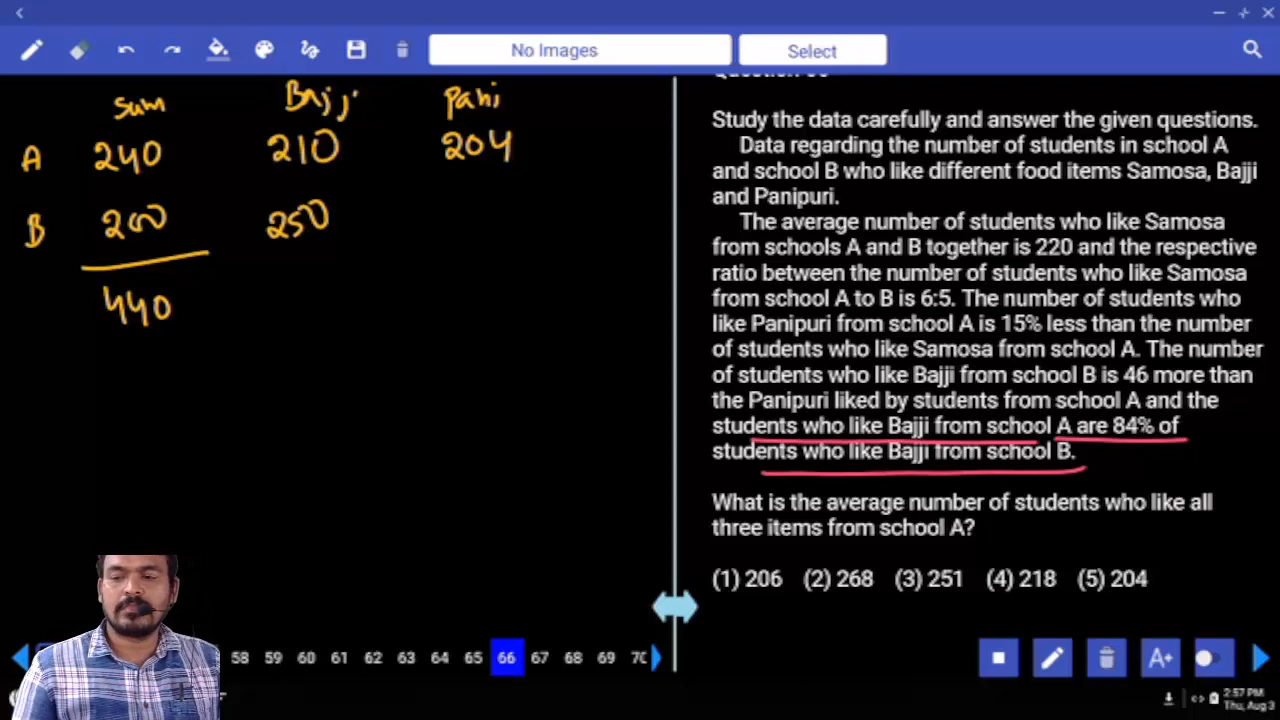 No Images
Select
Sum Bajji Pani
A 240 210 204
B 200 250
440
Study the data carefully and answer the given questions.
Data regarding the number of students in school A
and school B who like different food items Samosa, Bajji
and Panipuri.
The average number of students who like Samosa
from schools A and B together is 220 and the respective
ratio between the number of students who like Samosa
from school A to B is 6:5. The number of students who
like Panipuri from school A is 15% less than the number
of students who like Samosa from school A. The number
of students who like Bajji from school B is 46 more than
the Panipuri liked by students from school A and the
students who like Bajji from school A are 84% of
students who like Bajji from school B.
What is the average number of students who like all
three items from school A?
(1) 206 (2) 268 (3) 251 (4) 218 (5) 204
58 59 60 61 62 63 64 65 66 67 68 69
A+
2:57 PM
Thu, Aug 3